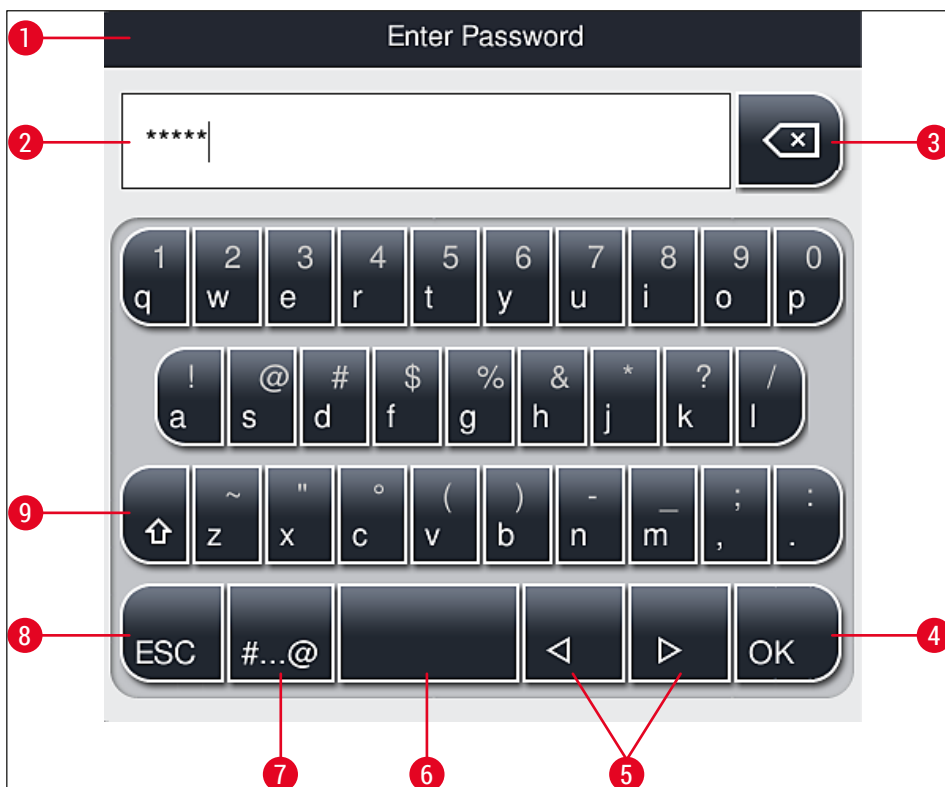 1 Enter Password
2 ***** × 3
1 2 3 4 5 6 7 8 9 0
q w e r t y u i o p
! @ # $ % & * ? /
a s d f g h j k l
~ " ° ( ) - _ ; :
9 z x c v b n m , .
8 ESC #...@ OK 4
7 6 5